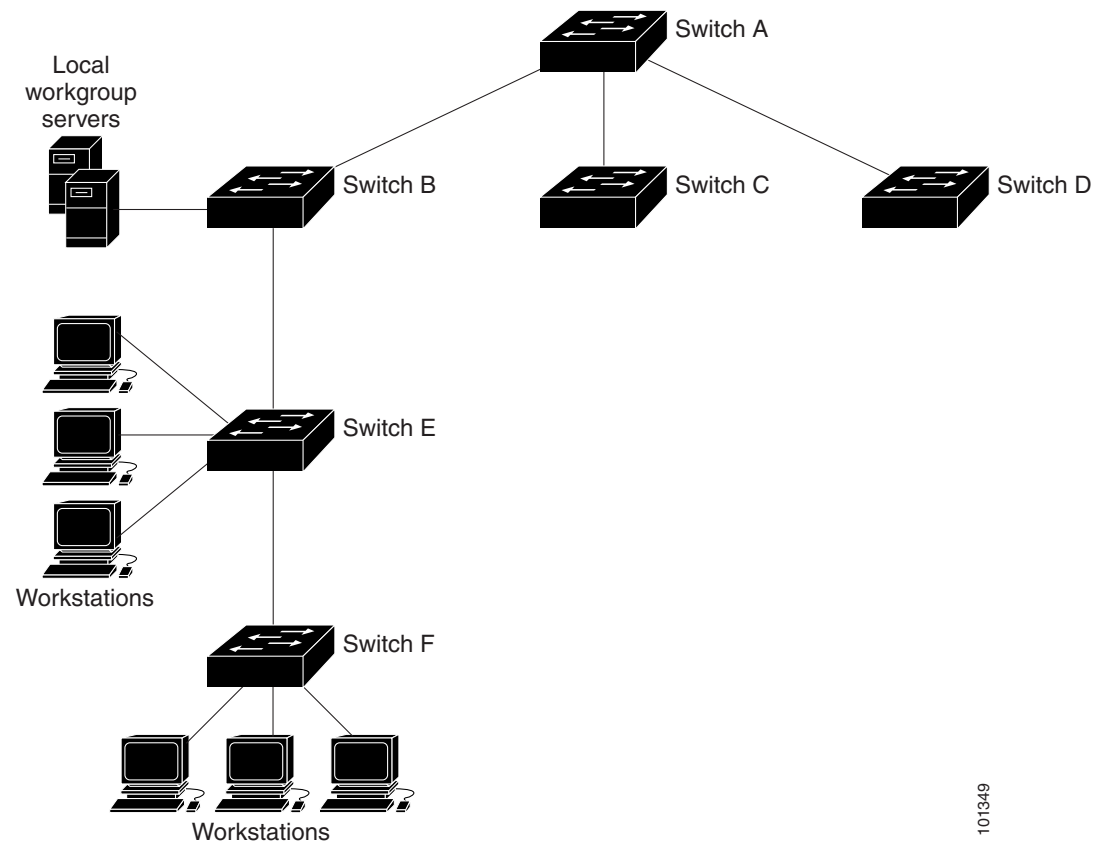 Switch A
Local
workgroup
servers
Switch B
Switch C
Switch D
Switch E
Workstations
Switch F
Workstations
101349